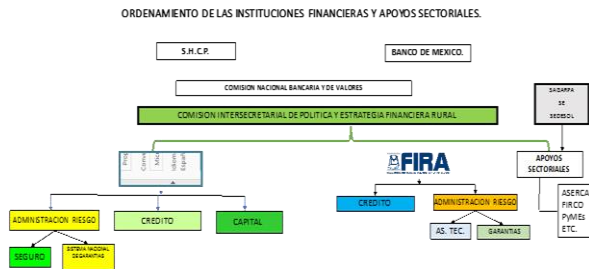 ORDENAMIENTO DE LAS INSTITUCIONES FINANCIERAS Y APOYOS SECTORIALES.
S.H.C.P.
BANCO DE MEXICO.
COMISION NACIONAL BANCARIA Y DE VALORES
SAGARPA
SE
SEDESOL
COMISION INTERSECRETARIAL DE POLITICA Y ESTRATEGIA FINANCIERA RURAL
Idiom
Españ
FIRA
APOYOS
SECTORIALES
ADMINISTRACION RIESGO
CREDITO
CAPITAL
CREDITO
ADMINISTRACION RIESGO
ASERCA
FIRCO
PyMEs
ETC.
AS. TEC.
GARANTIAS
SEGURO
SISTEMA NACIONAL
DE GARANTIAS